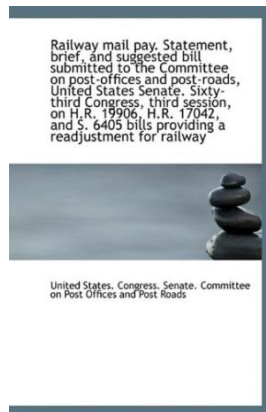 Railway mail pay. Statement, brief, and suggested bill
submitted to the Committee
on post-offices and post-roads,
United States Senate. Sixty-
third Congress, third session,
on H.R. 19906, H.R. 17042,
and S. 6405 bills providing a
readjustment for railway
United States. Congress. Senate. Committee
on Post Offices and Post Roads